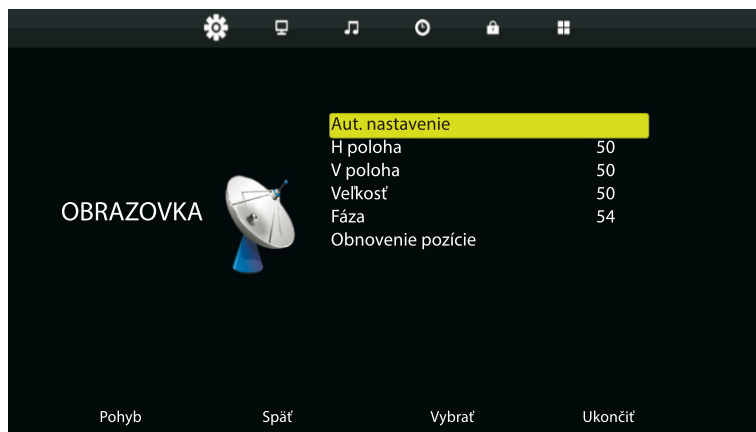 Aut. nastavenie
H poloha 50
V poloha 50
Veľkosť 50
OBRAZOVKA
Fáza 54
Obnovenie pozície
Pohyb Späť Vybrať Ukončiť